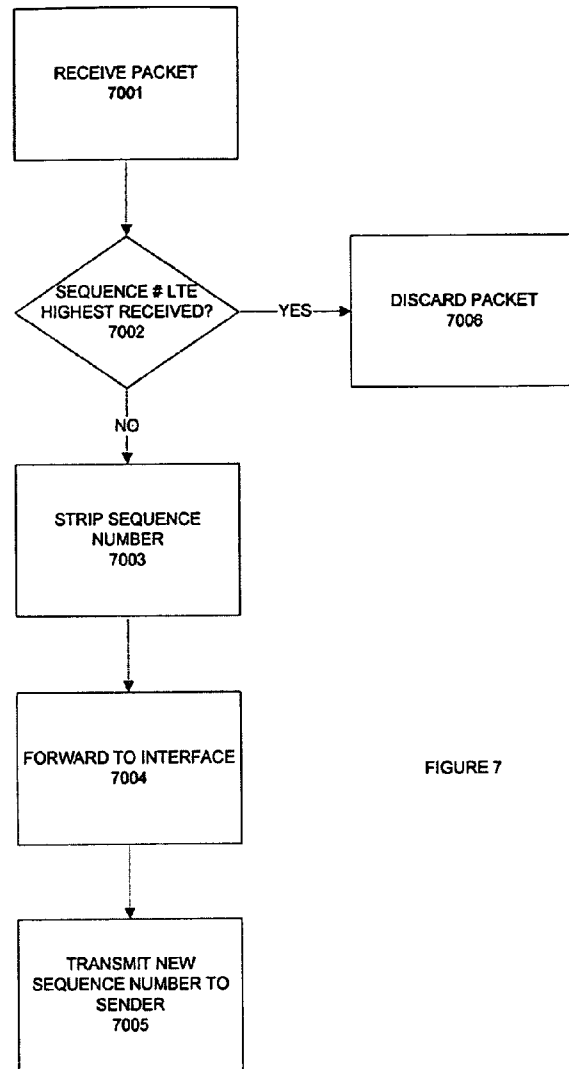 RECEIVE PACKET
7001
SEQUENCE # LTE
HIGHEST RECEIVED?
7002
YES
DISCARD PACKET
7006
NO
STRIP SEQUENCE
NUMBER
7003
FORWARD TO INTERFACE
7004
FIGURE 7
TRANSMIT NEW
SEQUENCE NUMBER TO
SENDER
7005